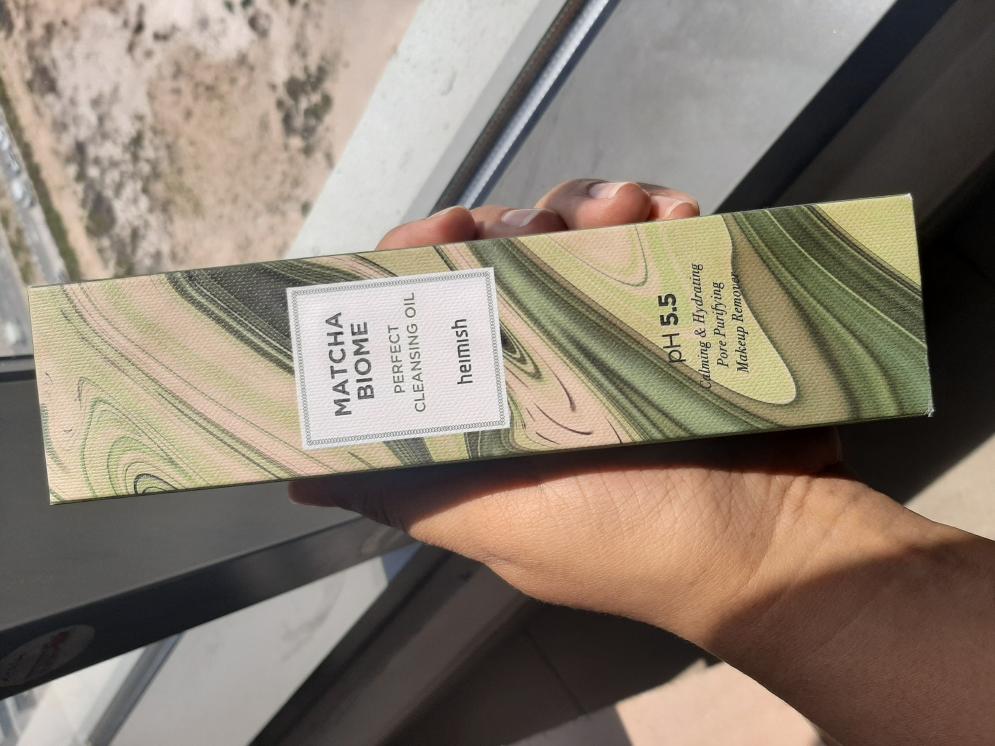 MATCHA
BIOME
PERFECT
CLEANSING OIL
heimish
pH 5.5
Calming & Hydrating
Pore Purifying
Makeup Remover